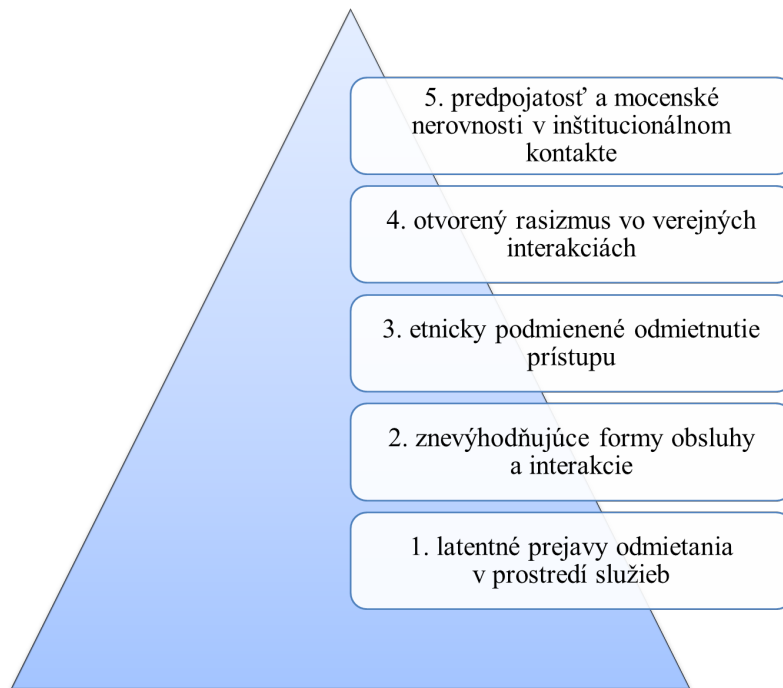 5. predpojatosť a mocenské
nerovnosti v inštitucionálnom
kontakte
4. otvorený rasizmus vo verejných
interakciách
3. etnicky podmienené odmietnutie
prístupu
2. znevýhodňujúce formy obsluhy
a interakcie
1. latentné prejavy odmietania
v prostredí služieb